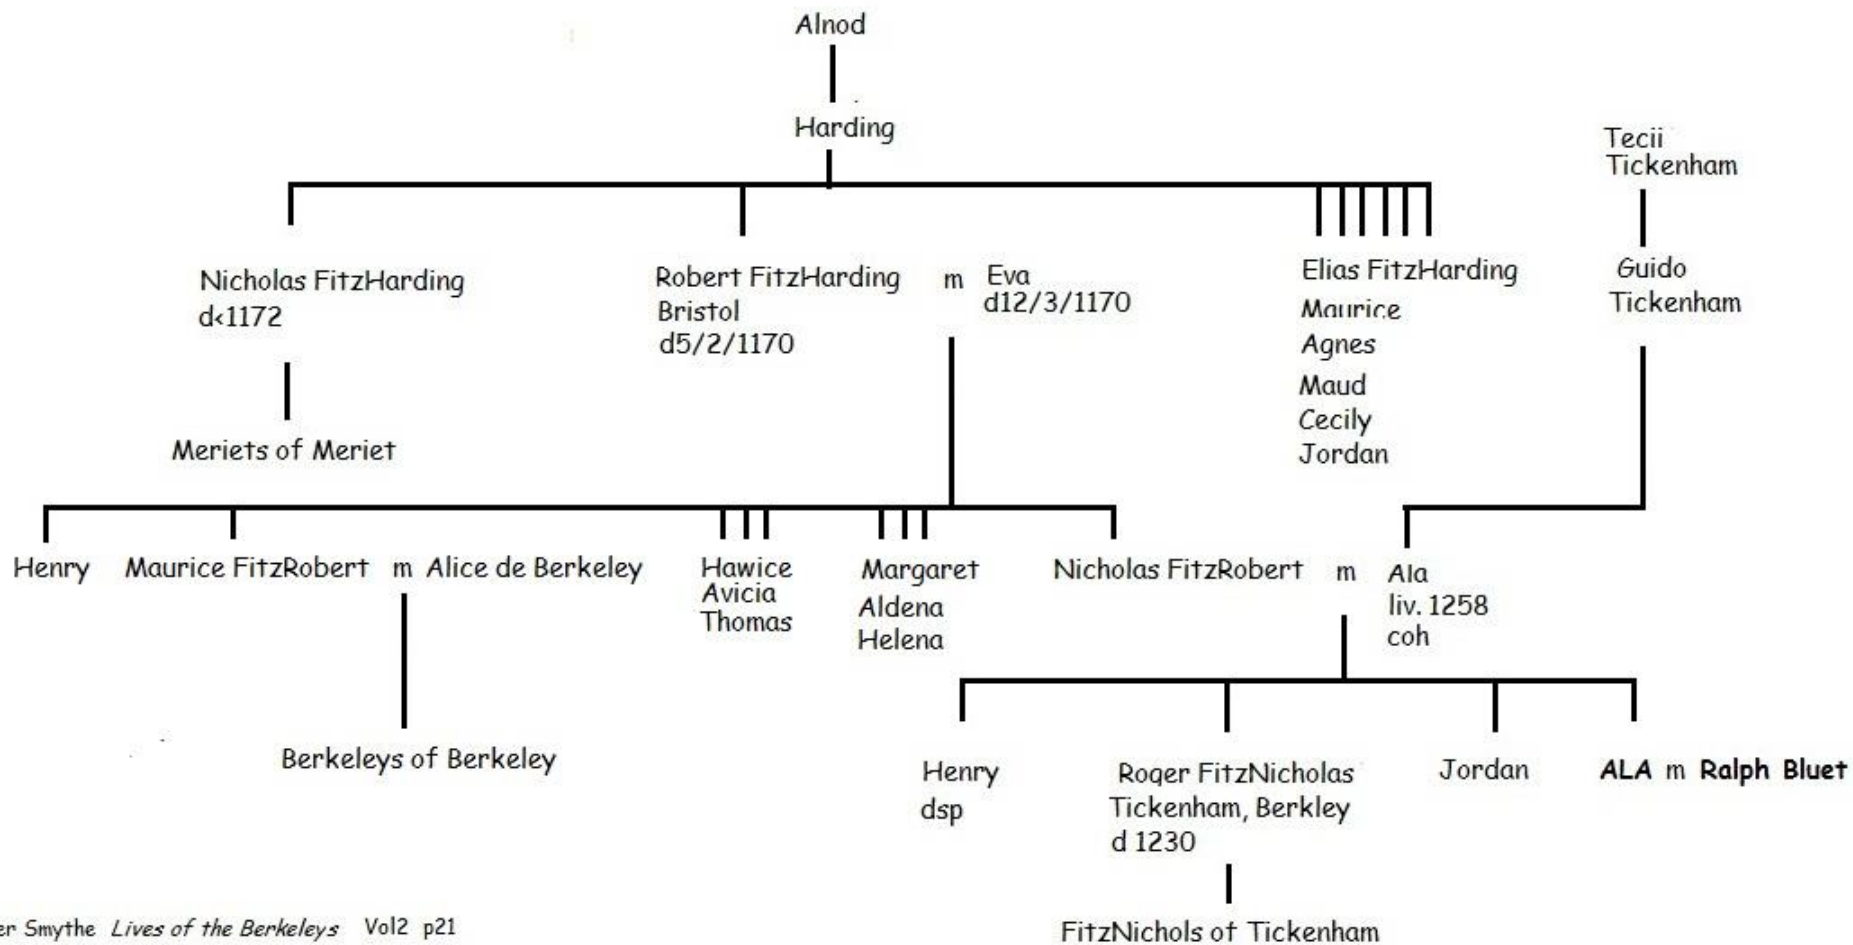 Alnod
Harding
Tecii
Tickenham
Nicholas FitzHarding
d<1172
Robert FitzHarding m Eva
Bristol d12/3/1170
d5/2/1170
Elias FitzHarding
Maurice
Agnes
Maud
Cecily
Jordan
Guido
Tickenham
Meriets of Meriet
Henry
Maurice FitzRobert m Alice de Berkeley
Hawice
Avicia
Thomas
Margaret
Aldena
Helena
Nicholas FitzRobert m Ala
liv. 1258
coh
Berkeleys of Berkeley
Henry
dsp
Roger FitzNicholas
Tickenham, Berkley
d 1230
Jordan
ALA m Ralph Bluet
FitzNichols of Tickenham
Smythe Lives of the Berkeleys Vol2 p21